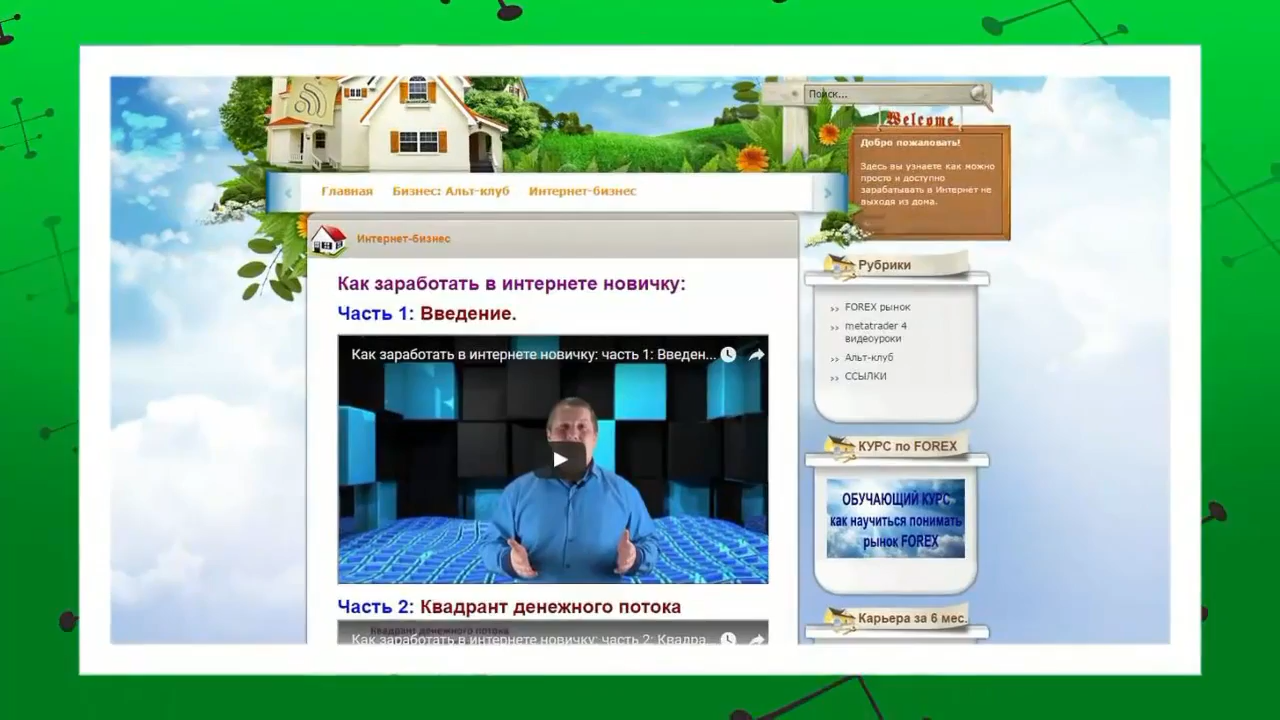 Поиск...
Welcome
Добро пожаловать!
Здесь вы узнаете как можно
просто и доступно
зарабатывать в Интернет не
выходя из дома.
Главная Бизнес: Альт-клуб Интернет-бизнес
Интернет-бизнес
Как заработать в интернете новичку:
Часть 1: Введение.
Как заработать в интернете новичку: часть 1: Введен...
Часть 2: Квадрант денежного потока
Квадрант денежного потока
Как заработать в интернете новичку: часть 2: Квадра
Рубрики
FOREX рынок
metatrader 4
видеоуроки
Альт-клуб
ССЫЛКИ
КУРС по FOREX
ОБУЧАЮЩИЙ КУРС
как научиться понимать
рынок FOREX
Карьера за 6 мес.